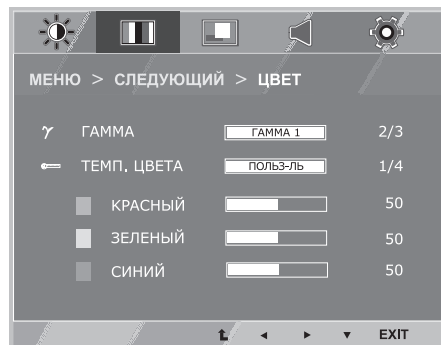 МЕНЮ > СЛЕДУЮЩИЙ > ЦВЕТ
γ ГАММА ГАММА 1 2/3
ТЕМП. ЦВЕТА ПОЛЬЗ-ЛЬ 1/4
КРАСНЫЙ 50
ЗЕЛЕНЫЙ 50
СИНИЙ 50
EXIT